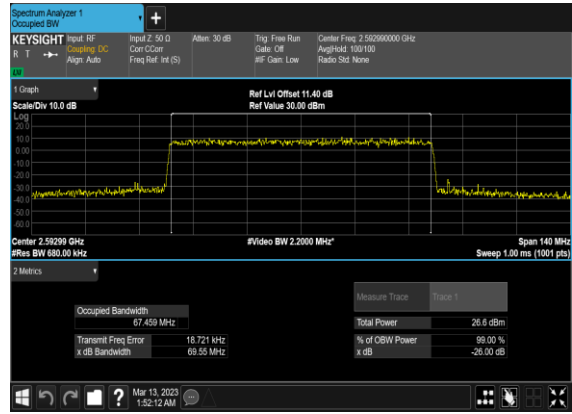 Spectrum Analyzer 1
Occupied BW
+
KEYSIGHT
R T
Input: RF
Coupling: DC
Align: Auto
Input Z: 50 Ω
Corr CCorr
Freq Ref: Int (S)
Atten: 30 dB
Trig: Free Run
Gate: Off
#IF Gain: Low
Center Freq: 2.592990000 GHz
Avg|Hold: 100/100
Radio Std: None
1 Graph
Scale/Div 10.0 dB
Ref Lvl Offset 11.40 dB
Ref Value 30.00 dBm
Log
20.0
10.0
0.00
-10.0
-20.0
-30.0
-40.0
-50.0
-60.0
Center 2.59299 GHz
#Res BW 680.00 kHz
#Video BW 2.2000 MHz*
Span 140 MHz
Sweep 1.00 ms (1001 pts)
2 Metrics
Measure Trace Trace 1
Occupied Bandwidth
67.459 MHz
Total Power 26.6 dBm
Transmit Freq Error 18.721 kHz
% of OBW Power 99.00 %
x dB Bandwidth 69.55 MHz
x dB -26.00 dB
?
Mar 13, 2023
1:52:12 AM